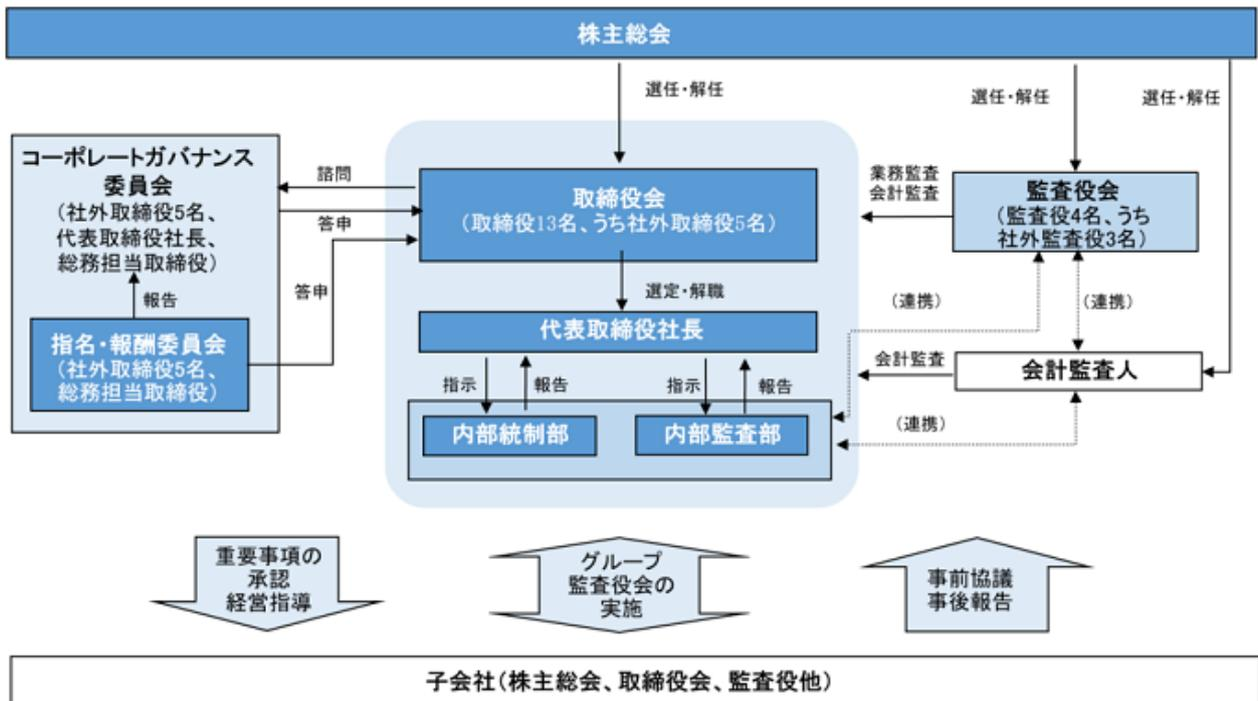 株主総会
選任・解任
選任・解任
選任・解任
コーポレートガバナンス
委員会
(社外取締役5名、
代表取締役社長、
総務担当取締役)
報告
指名・報酬委員会
(社外取締役5名、
総務担当取締役)
諮問
答申
答申
取締役会
(取締役13名、うち社外取締役5名)
選定・解職
代表取締役社長
指示
報告
指示
報告
内部統制部
内部監査部
業務監査
会計監査
監査役会
(監査役4名、うち
社外監査役3名)
(連携)
(連携)
会計監査
会計監査人
(連携)
重要事項の
承認
経営指導
グループ
監査役会の
実施
事前協議
事後報告
子会社(株主総会、取締役会、監査役他)